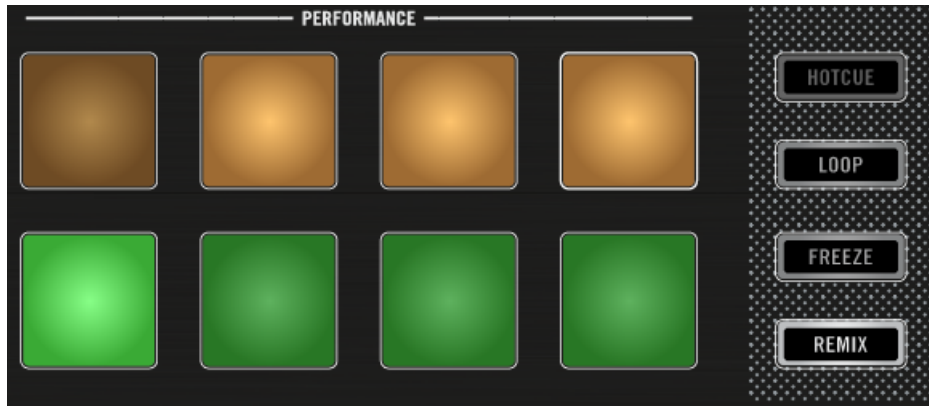 PERFORMANCE
HOTCUE
LOOP
FREEZE
REMIX